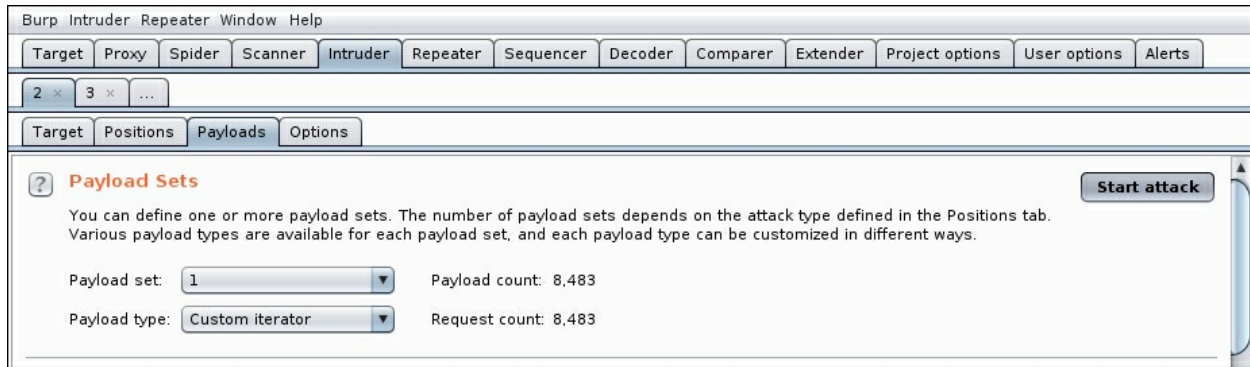 Burp Intruder Repeater Window Help
Target Proxy Spider Scanner Intruder Repeater Sequencer Decoder Comparer Extender Project options User options Alerts
2 × 3 × ...
Target Positions Payloads Options
? Payload Sets Start attack
You can define one or more payload sets. The number of payload sets depends on the attack type defined in the Positions tab.
Various payload types are available for each payload set, and each payload type can be customized in different ways.
Payload set: 1 Payload count: 8,483
Payload type: Custom iterator Request count: 8,483